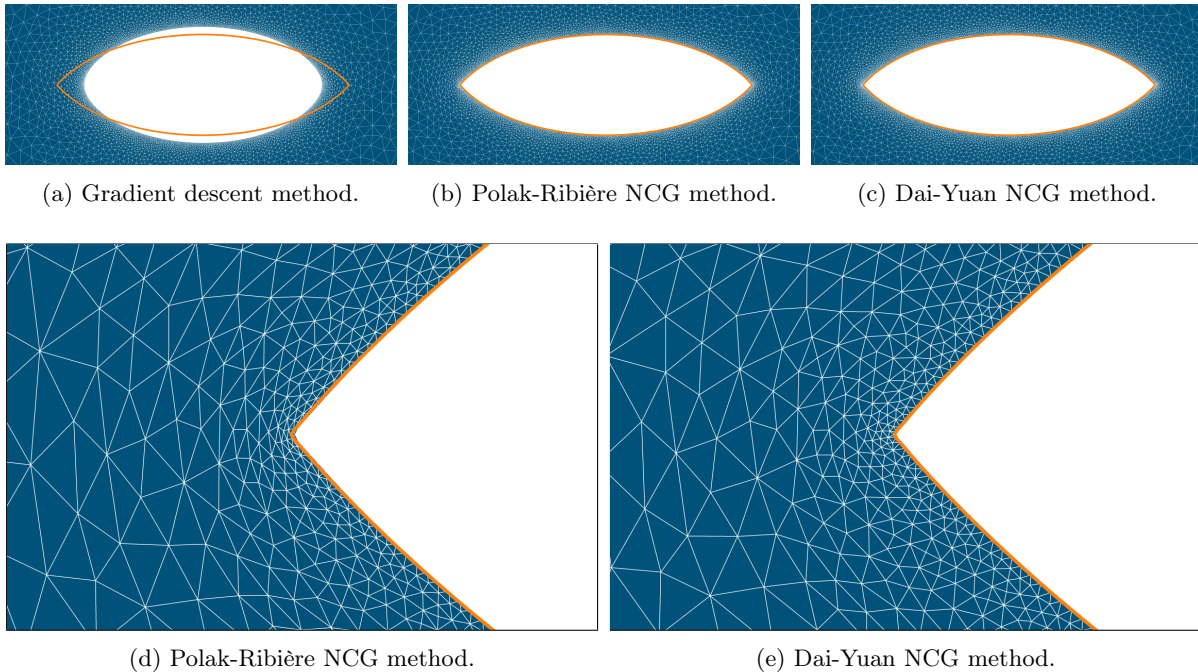 (a) Gradient descent method.
(b) Polak-Ribière NCG method.
(c) Dai-Yuan NCG method.
(d) Polak-Ribière NCG method.
(e) Dai-Yuan NCG method.